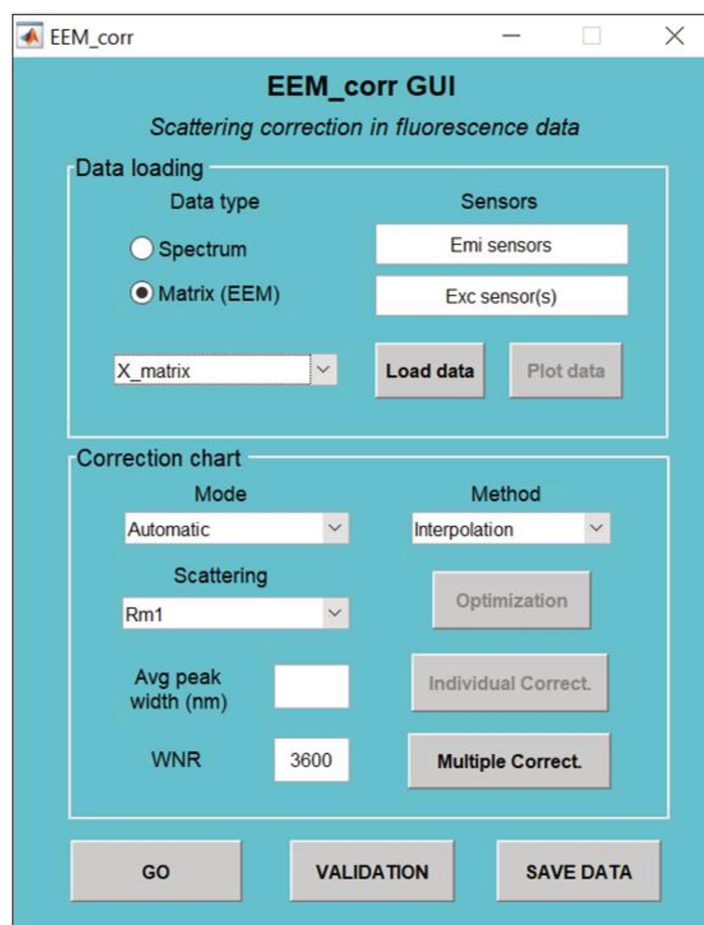 EEM_corr
EEM_corr GUI
Scattering correction in fluorescence data
Data loading
Data type
Sensors
Spectrum
Emi sensors
Matrix (EEM)
Exc sensor(s)
X_matrix
Load data
Plot data
Correction chart
Mode
Method
Automatic
Interpolation
Scattering
Rm1
Optimization
Avg peak
width (nm)
Individual Correct.
WNR
3600
Multiple Correct.
GO
VALIDATION
SAVE DATA